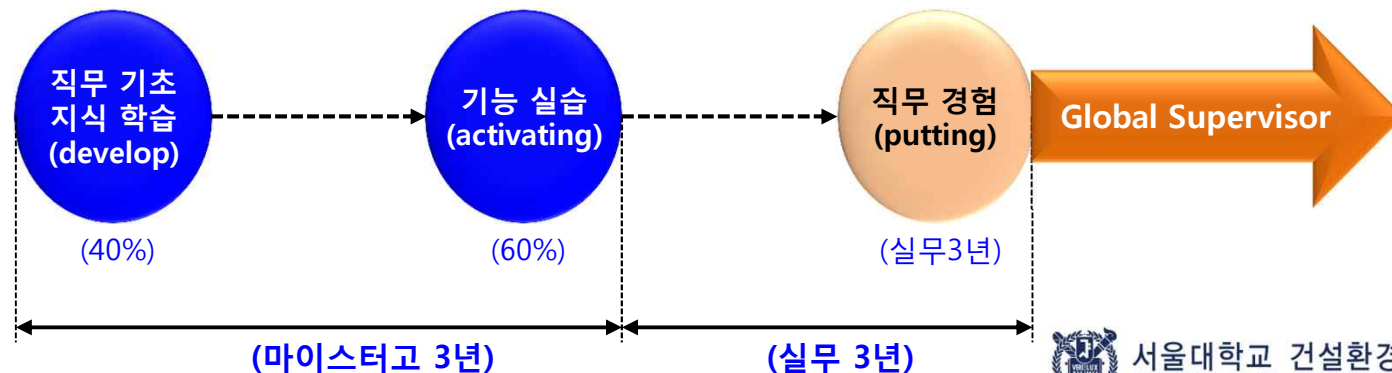 직무 기초
지식 학습
(develop)
기능 실습
(activating)
직무 경험
(putting)
Global Supervisor
(40%)
(60%)
(실무3년)
(마이스터고 3년)
(실무 3년)
서울대학교 건설환경